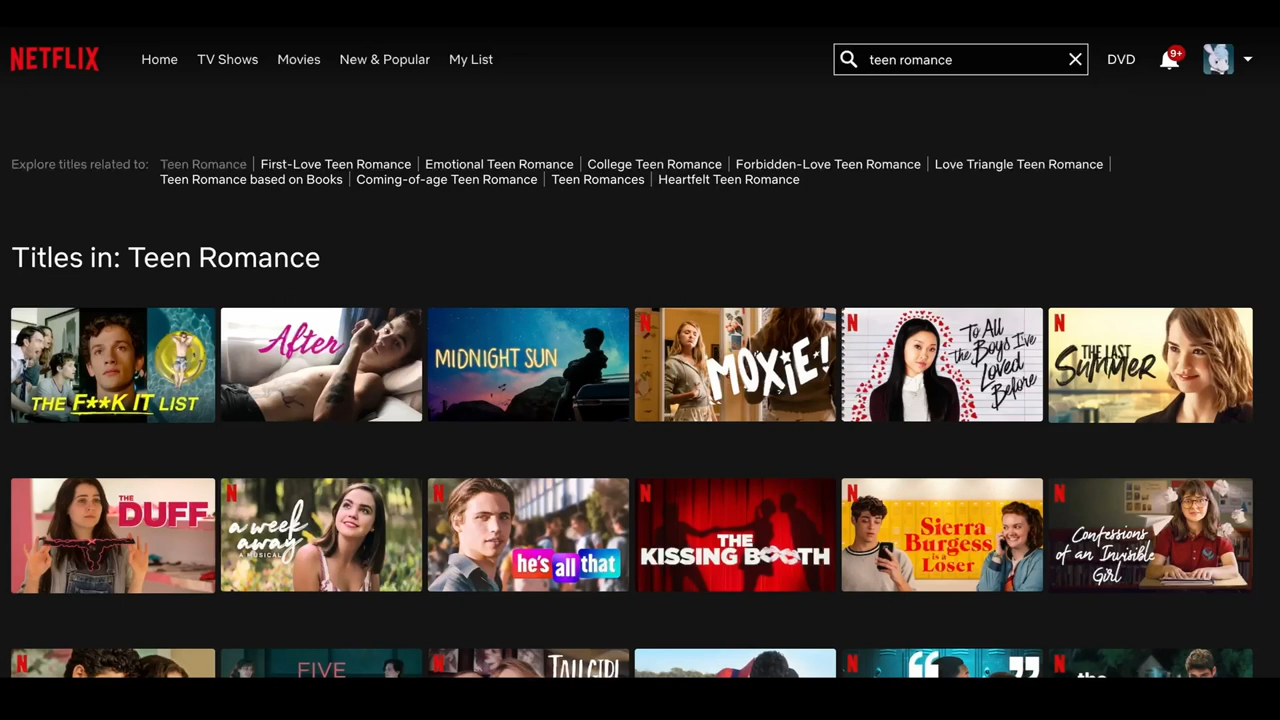 NETFLIX Home TV Shows Movies New & Popular My List teen romance DVD 9+
Explore titles related to: Teen Romance | First-Love Teen Romance | Emotional Teen Romance | College Teen Romance | Forbidden-Love Teen Romance | Love Triangle Teen Romance |
Teen Romance based on Books | Coming-of-age Teen Romance | Teen Romances | Heartfelt Teen Romance
Titles in: Teen Romance
THE F**K IT LIST
After
MIDNIGHT SUN
N
MOXIE!
N
To All
the Boys I've
Loved
Before
N
THE LAST
Summer
THE
DUFF
N
a week
away
A MUSICAL
N
he's all that
N
THE
KISSING BOOTH
N
Sierra
Burgess
is a
Loser
N
Confessions
of an Invisible
Girl
N
FIVE
N
TALL GIRL
N
N
the